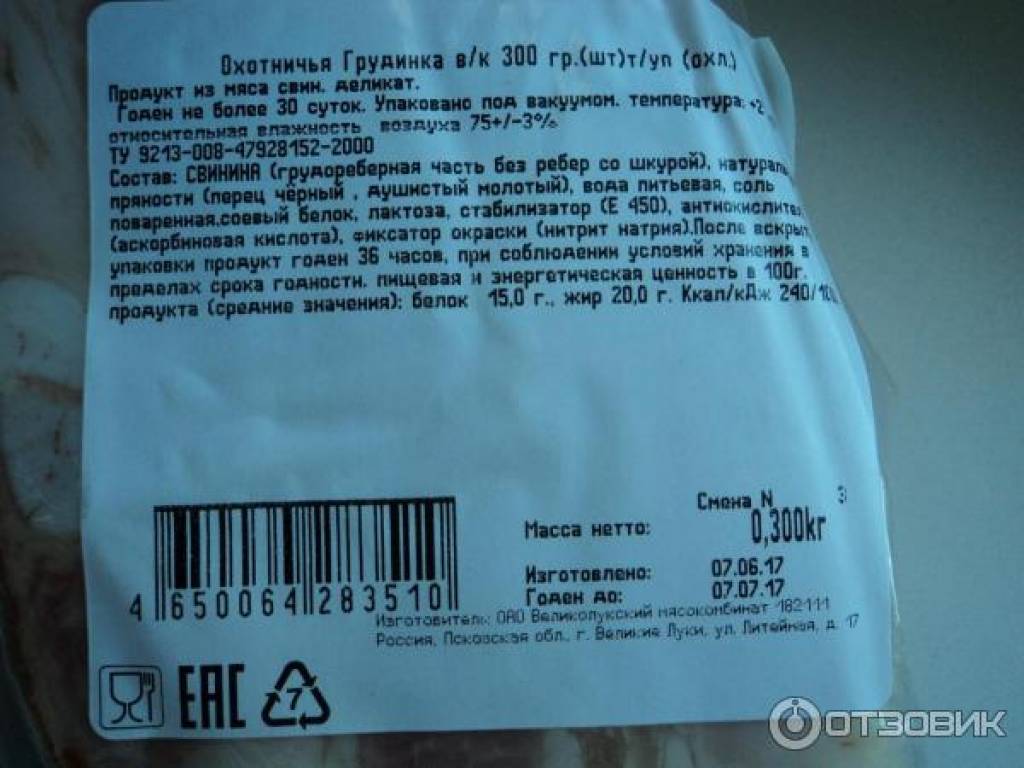 Охотничья Грудинка в/к 300 гр.(шт)т/уп (охл.)
Продукт из мяса свин. деликат.
Годен не более 30 суток. Упаковано под вакуумом. температура: +2
относительная влажность воздуха 75+/-3%
ТУ 9213-008-47928152-2000
Состав: СВИНИНА (грудореберная часть без ребер со шкурой), натураль
пряности (перец чёрный , душистый молотый), вода питьевая, соль
поваренная.соевый белок, лактоза, стабилизатор (Е 450), антиокислител
(аскорбиновая кислота), фиксатор окраски (нитрит натрия).После вскрыт
упаковки продукт годен 36 часов, при соблюдении условий хранения в
пределах срока годности. пищевая и энергетическая ценность в 100г.
продукта (средние значения): белок 15,0 г., жир 20,0 г. Ккал/кДж 240/
Смена N 3
Масса нетто: 0,300kг
Изготовлено: 07.06.17
Годен до: 07.07.17
4 650064 283510
Изготовитель: ОАО Великолукский мясокомбинат 182111
Россия, Псковская обл., г. Великие Луки, ул. Литейная, д. 17
EAC
7
ОТЗОВИК